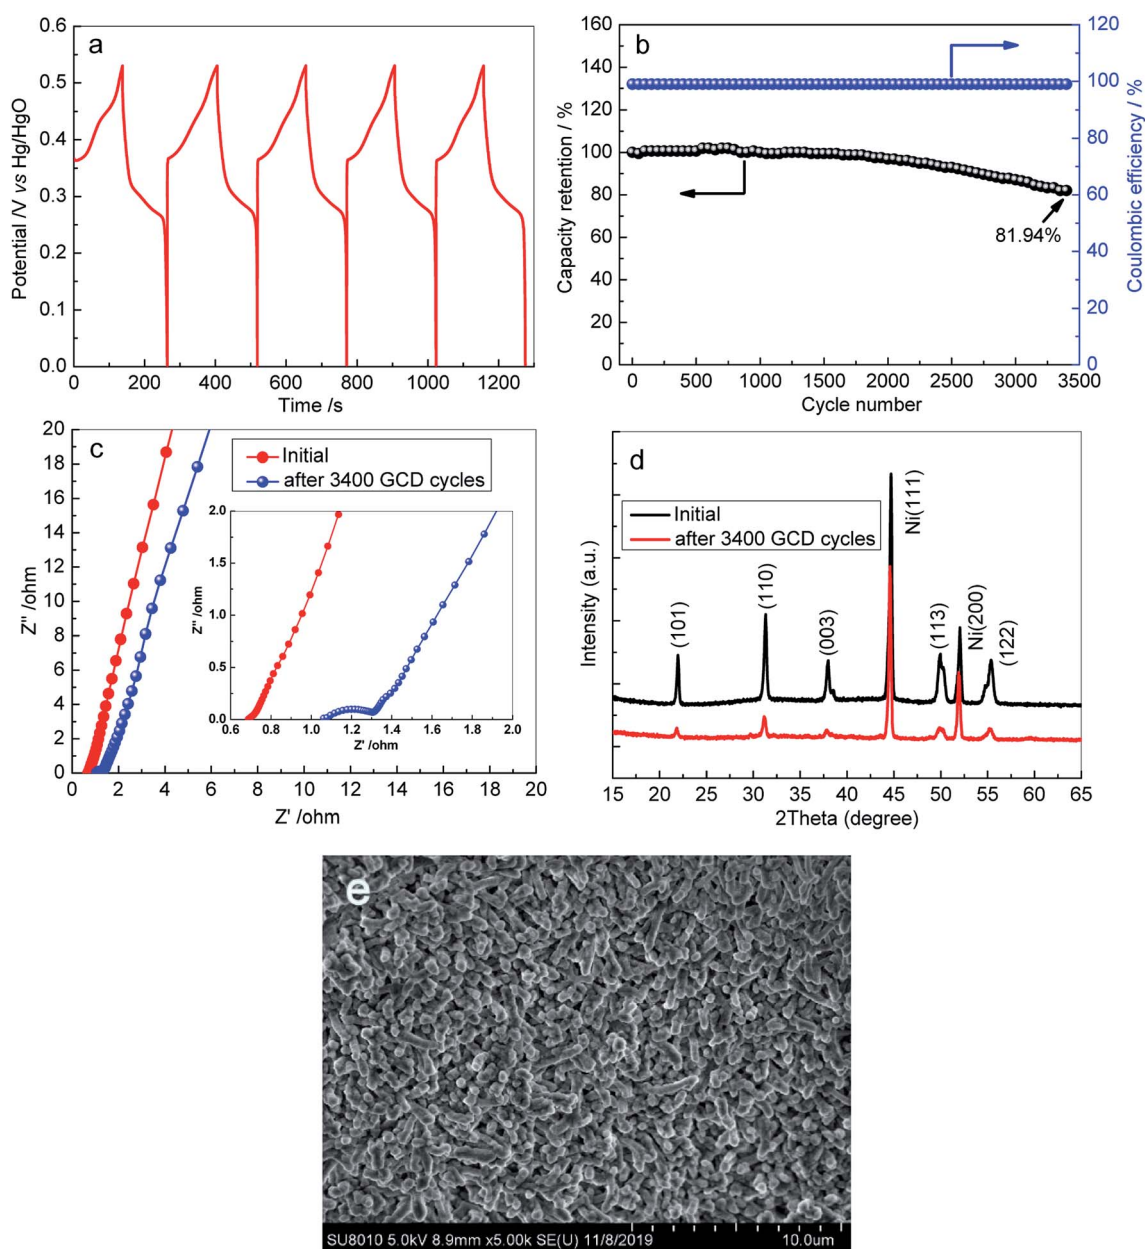 a
0.6
0.5
0.4
0.3
0.2
0.1
0.0
Potential /V vs Hg/HgO
0 200 400 600 800 1000 1200
Time /s
b
160
140
120
100
80
60
40
20
0
Capacity retention / %
120
100
80
60
40
20
0
Coulombic efficiency / %
81.94%
0 500 1000 1500 2000 2500 3000 3500
Cycle number
c
20
18
16
14
12
10
8
6
4
2
0
Z'' /ohm
Initial
after 3400 GCD cycles
2.0
1.5
1.0
0.5
0.0
Z'' /ohm
0.6 0.8 1.0 1.2 1.4 1.6 1.8 2.0
Z' /ohm
0 2 4 6 8 10 12 14 16 18 20
Z' /ohm
d
Intensity (a.u.)
Initial
after 3400 GCD cycles
(101)
(110)
(003)
Ni(111)
(113)
Ni(200)
(122)
15 20 25 30 35 40 45 50 55 60 65
2Theta (degree)
e
SU8010 5.0kV 8.9mm x5.00k SE(U) 11/8/2019 10.0um